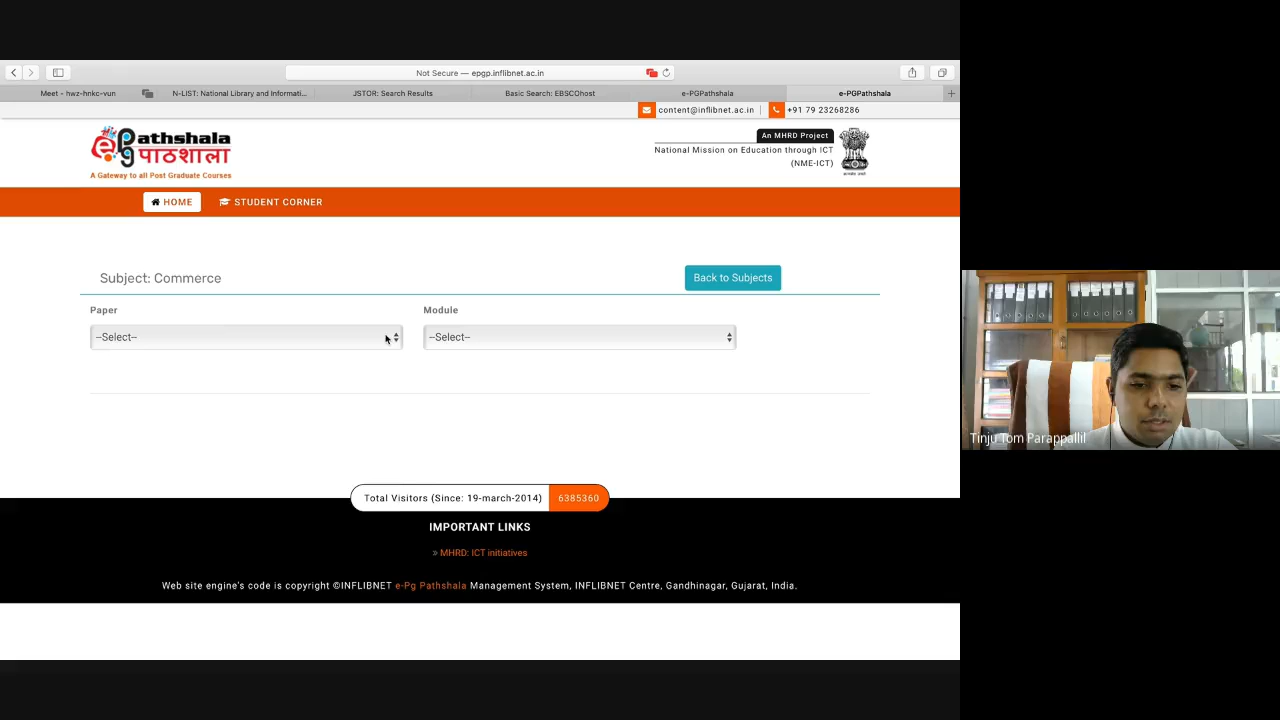 Not Secure — epgp.inflibnet.ac.in
Meet - hwz-hnkc-vun
N-LIST: National Library and Informati...
JSTOR: Search Results
Basic Search: EBSCOhost
e-PGPathshala
e-PGPathshala
content@inflibnet.ac.in
+91 79 23268286
e pg Pathshala
पाठशाला
A Gateway to all Post Graduate Courses
An MHRD Project
National Mission on Education through ICT
(NME-ICT)
HOME
STUDENT CORNER
Subject: Commerce
Back to Subjects
Paper
Module
--Select--
--Select--
Tinju Tom Parappallil
Total Visitors (Since: 19-march-2014) 6385360
IMPORTANT LINKS
» MHRD: ICT initiatives
Web site engine's code is copyright ©INFLIBNET e-Pg Pathshala Management System, INFLIBNET Centre, Gandhinagar, Gujarat, India.